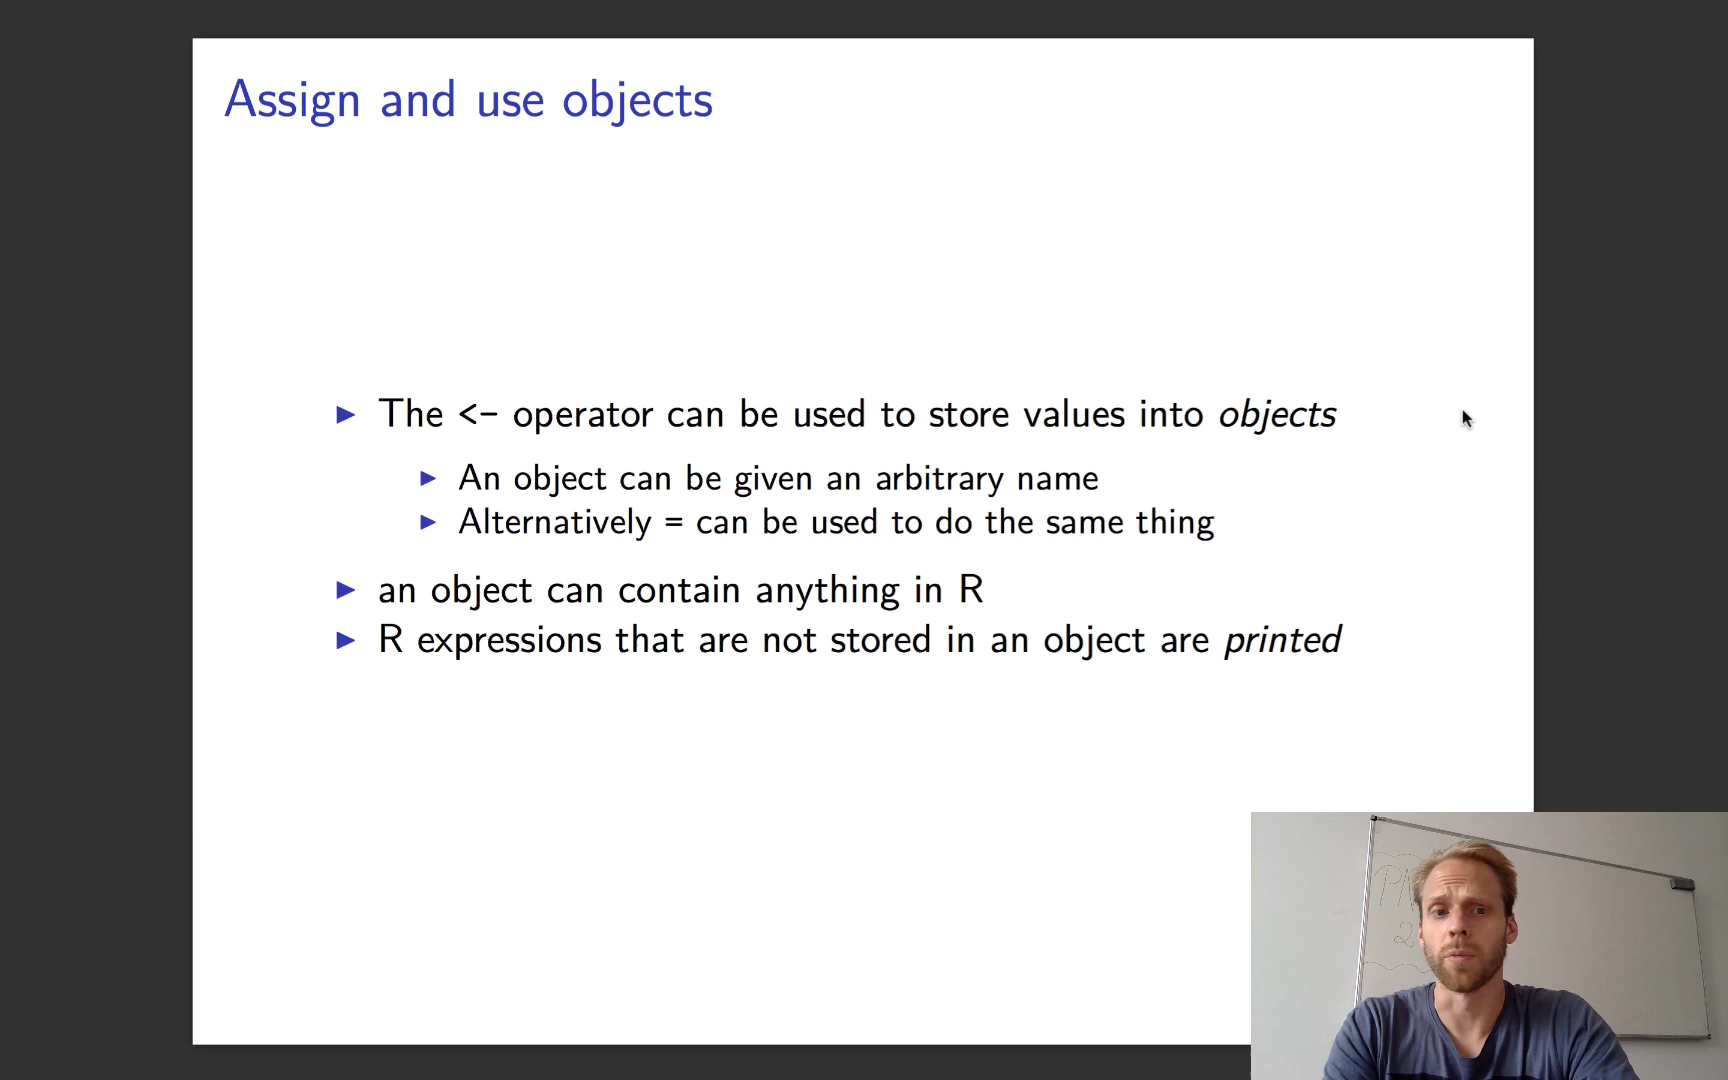 Assign and use objects
The <- operator can be used to store values into objects
An object can be given an arbitrary name
Alternatively = can be used to do the same thing
an object can contain anything in R
R expressions that are not stored in an object are printed
2